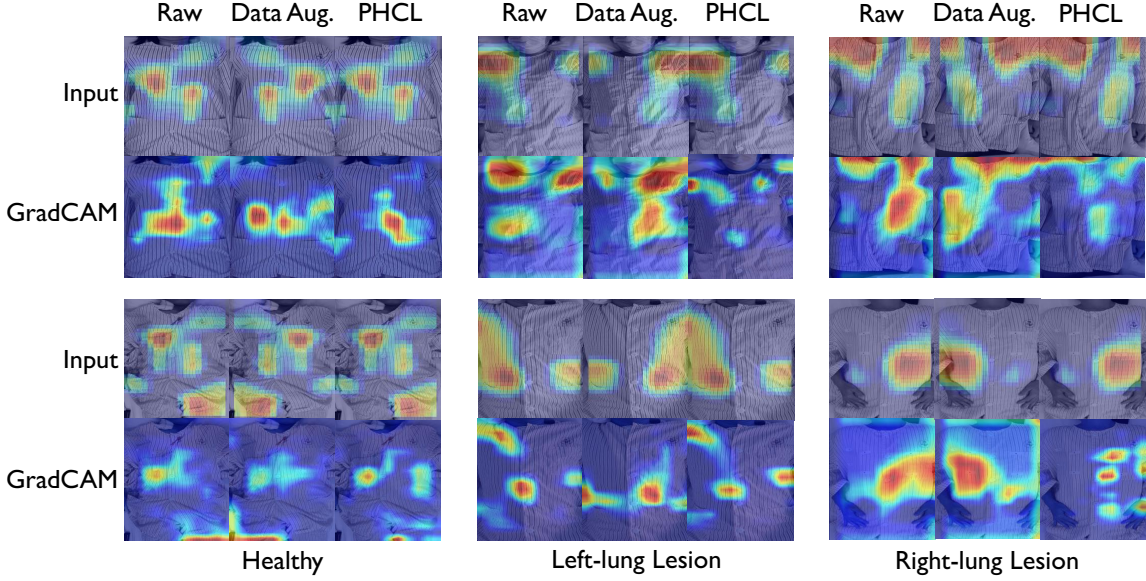 Raw Data Aug. PHCL Raw Data Aug. PHCL Raw Data Aug. PHCL
Input
GradCAM
Input
GradCAM
Healthy Left-lung Lesion Right-lung Lesion